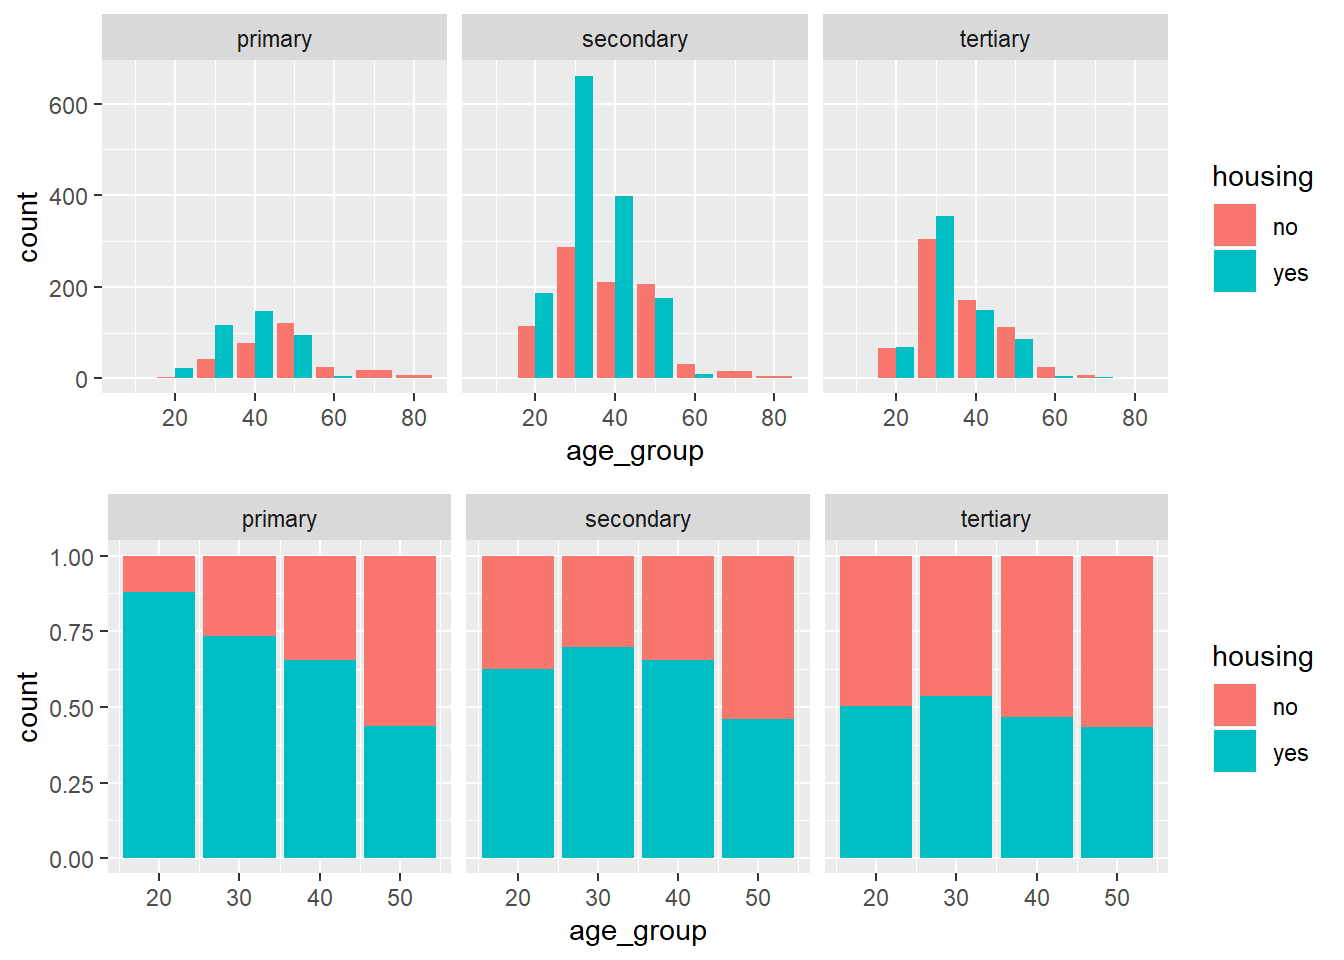 primary secondary tertiary
600
400
200
0
count
20 40 60 80 20 40 60 80 20 40 60 80
age_group
housing
no
yes
primary secondary tertiary
1.00
0.75
0.50
0.25
0.00
count
20 30 40 50 20 30 40 50 20 30 40 50
age_group
housing
no
yes